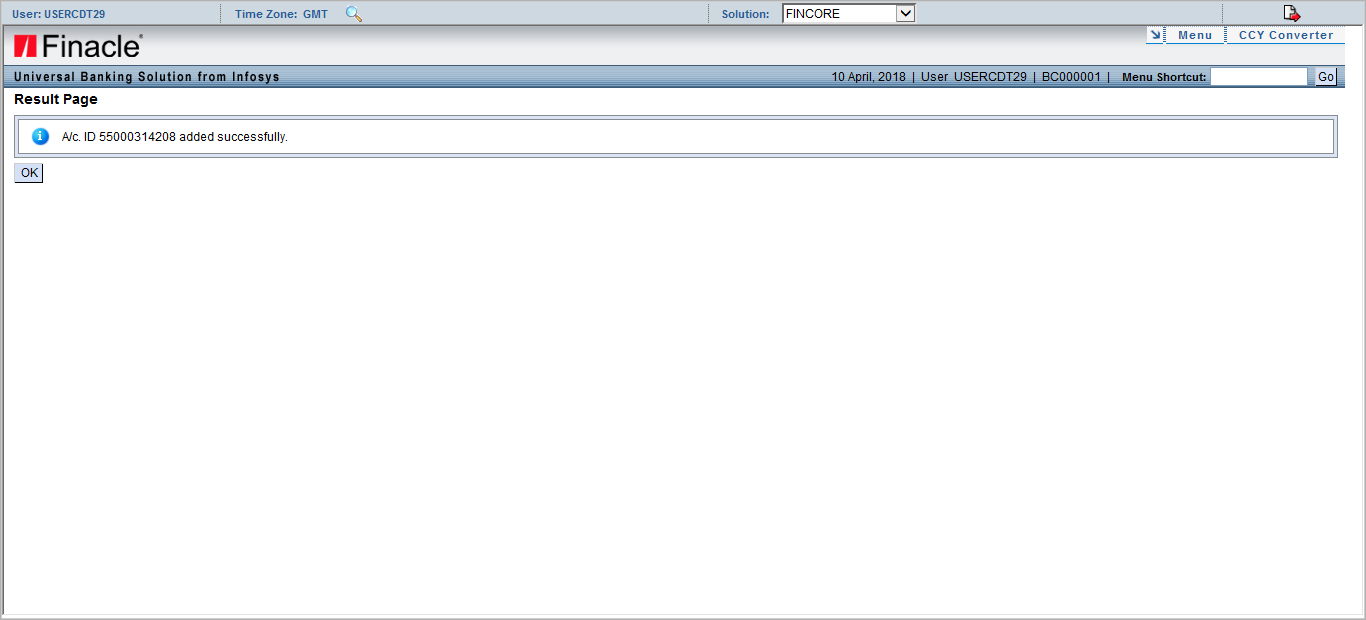 User: USERCDT29 Time Zone: GMT Solution: FINCORE
Finacle
Menu CCY Converter
Universal Banking Solution from Infosys 10 April, 2018 | User USERCDT29 | BC000001 | Menu Shortcut: Go
Result Page
A/c. ID 55000314208 added successfully.
OK